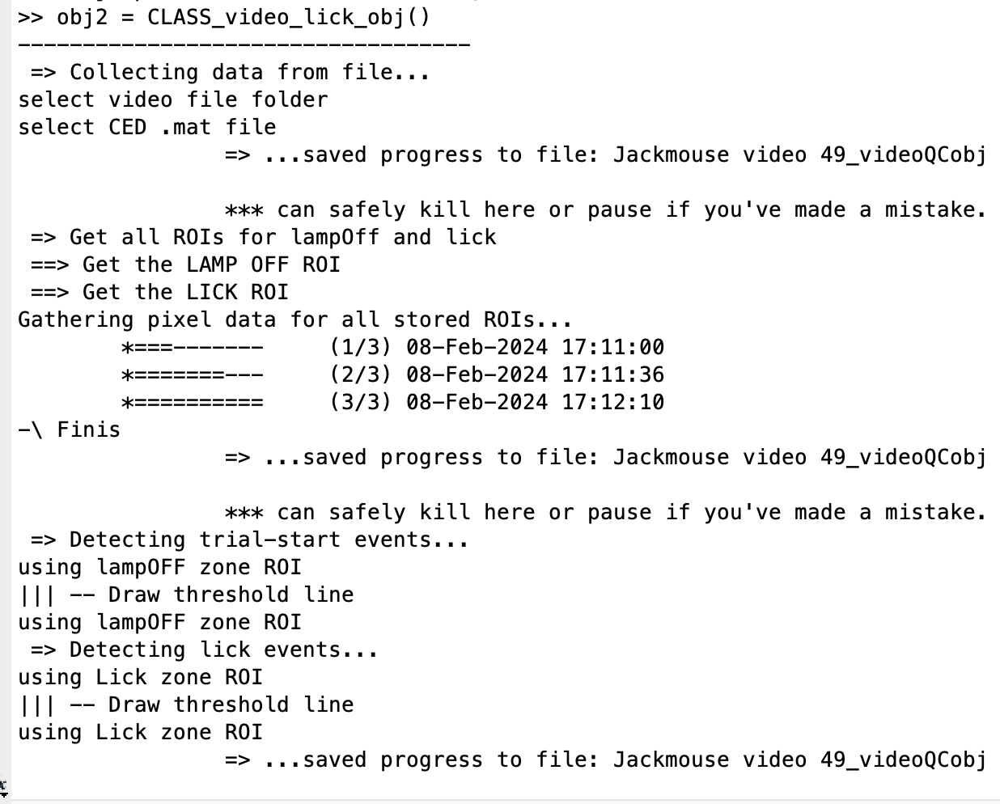 >> obj2 = CLASS_video_lick_obj()
-----------------------------------
 => Collecting data from file...
select video file folder
select CED .mat file
                => ...saved progress to file: Jackmouse video 49_videoQCobj
                *** can safely kill here or pause if you've made a mistake.
 => Get all ROIs for lampOff and lick
 ==> Get the LAMP OFF ROI
 ==> Get the LICK ROI
Gathering pixel data for all stored ROIs...
        *===-------     (1/3) 08-Feb-2024 17:11:00
        *=======---     (2/3) 08-Feb-2024 17:11:36
        *==========     (3/3) 08-Feb-2024 17:12:10
-\ Finis
                => ...saved progress to file: Jackmouse video 49_videoQCobj
                *** can safely kill here or pause if you've made a mistake.
 => Detecting trial-start events...
using lampOFF zone ROI
||| -- Draw threshold line
using lampOFF zone ROI
 => Detecting lick events...
using Lick zone ROI
||| -- Draw threshold line
using Lick zone ROI
                => ...saved progress to file: Jackmouse video 49_videoQCobj